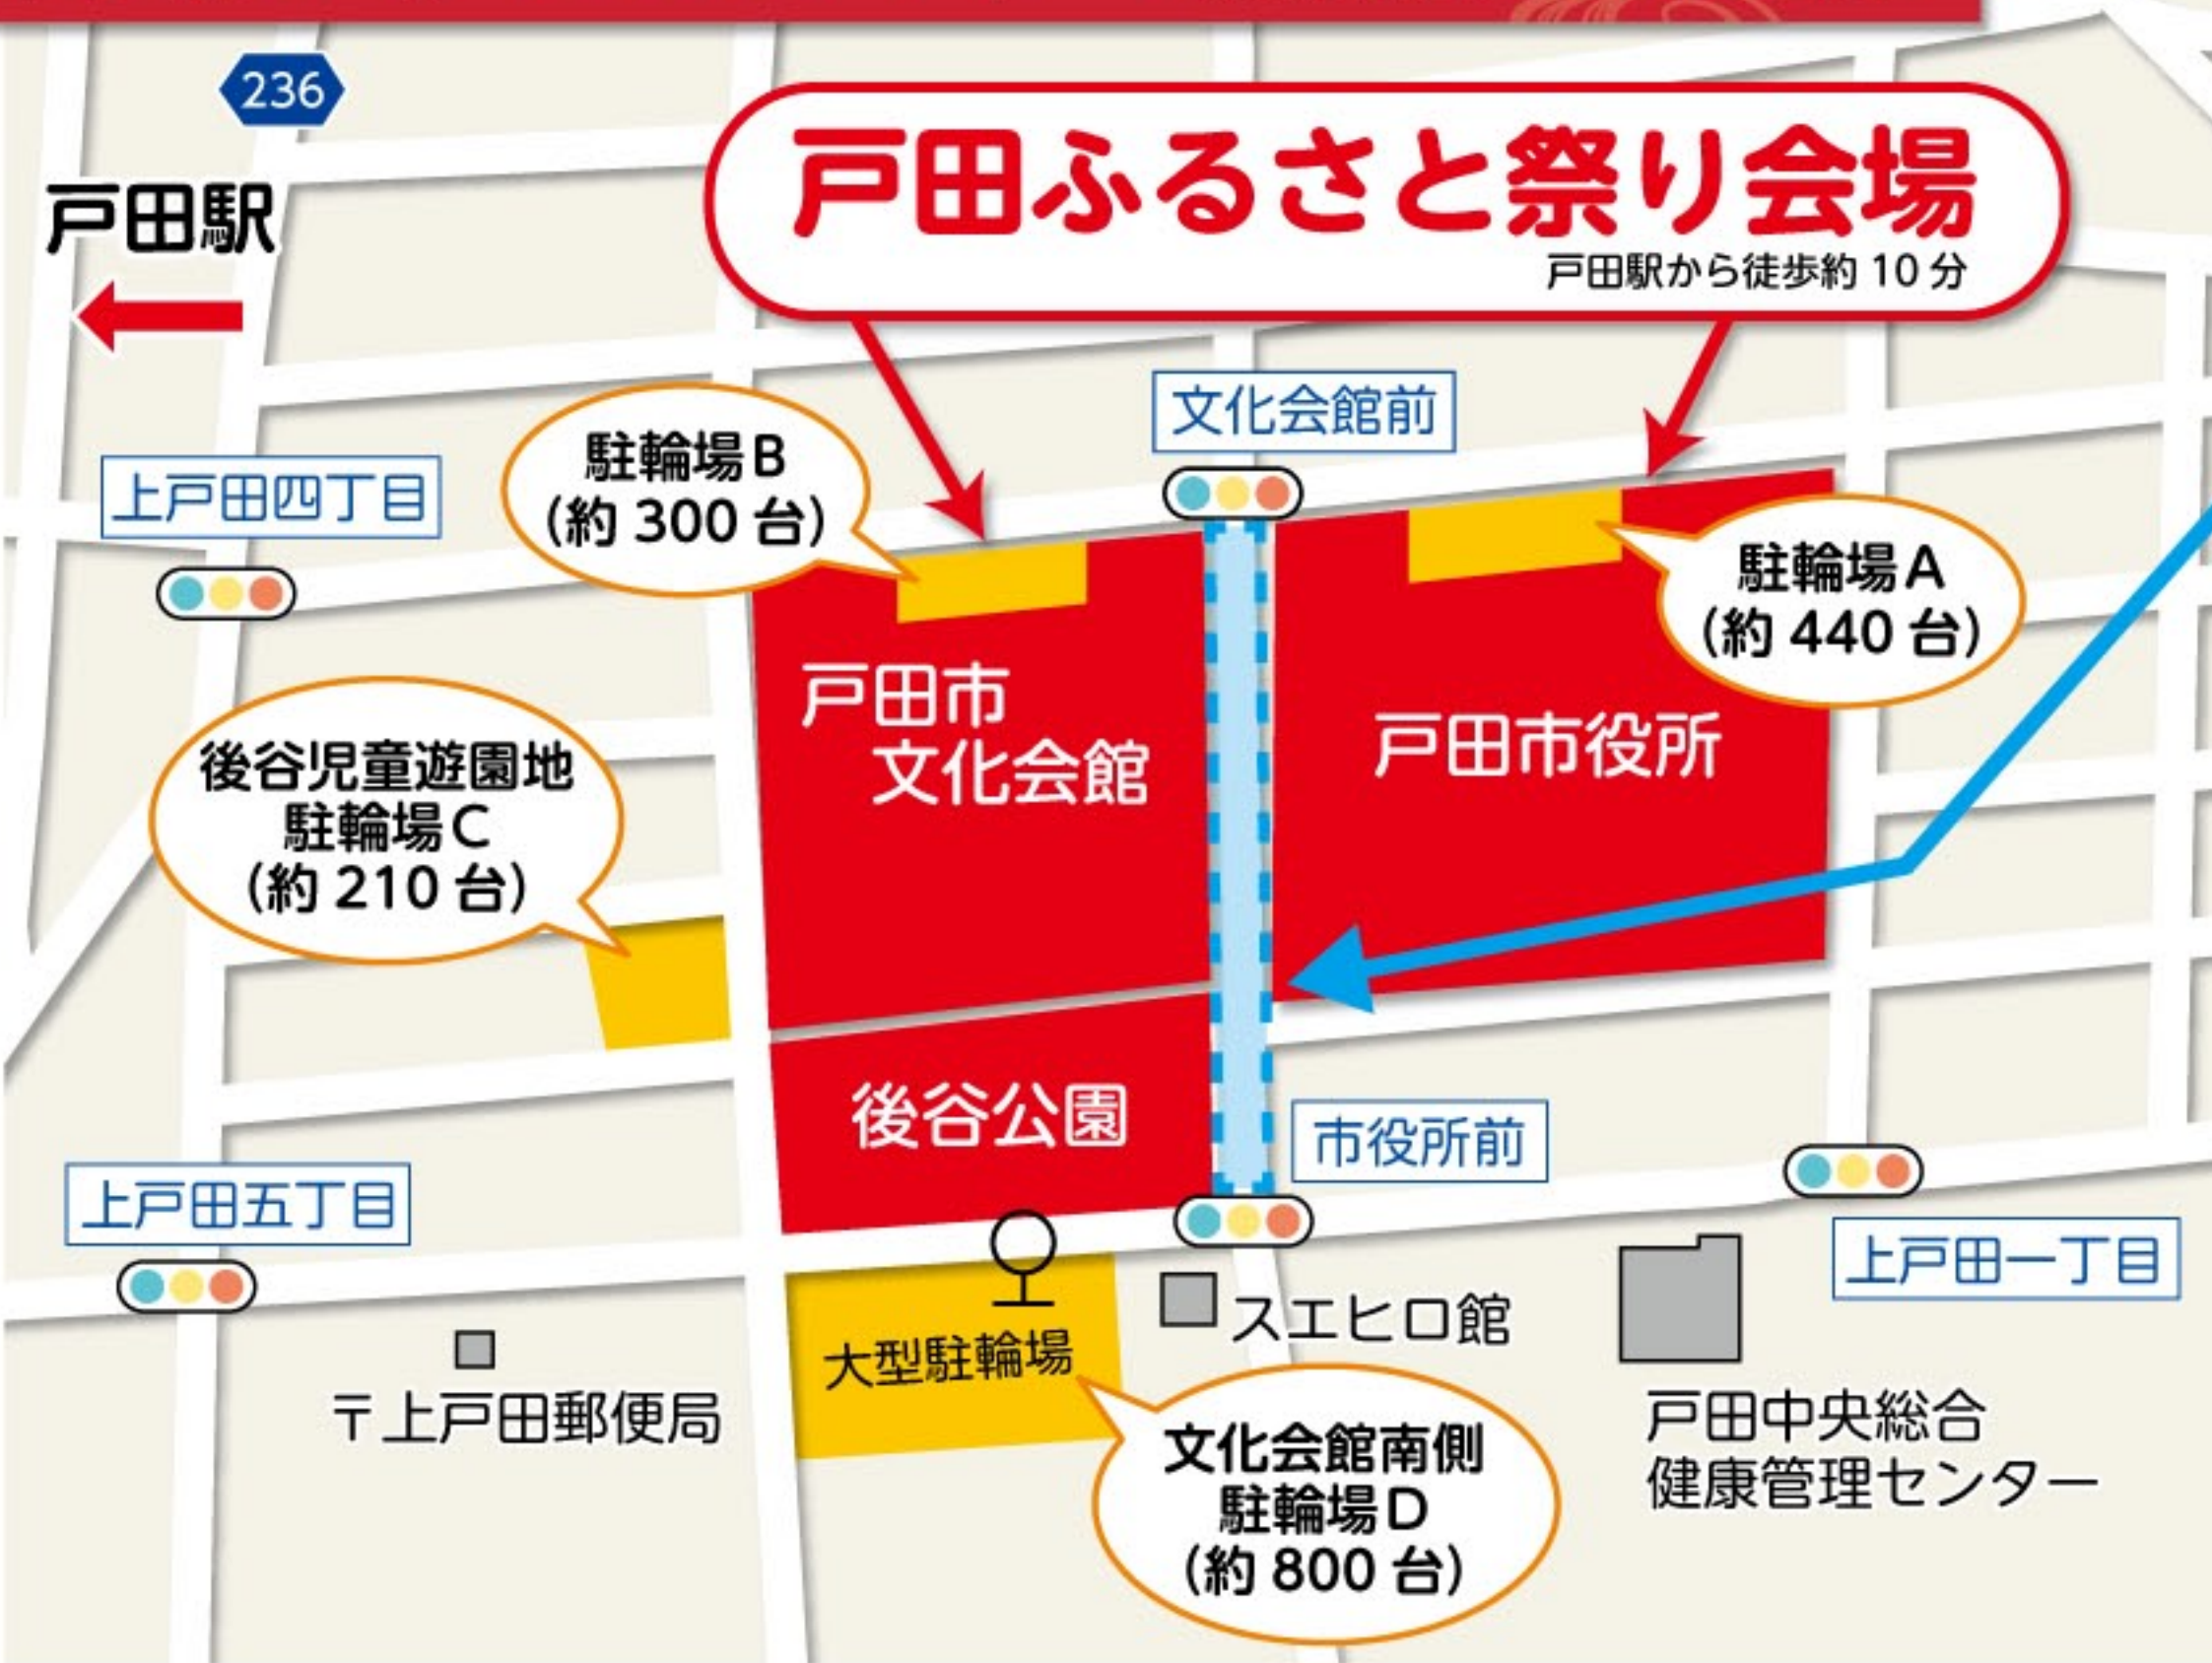 236
戸田駅
戸田ふるさと祭り会場
戸田駅から徒歩約10分
文化会館前
上戸田四丁目
駐輪場B
(約300台)
駐輪場A
(約440台)
戸田市
文化会館
戸田市役所
後谷児童遊園地
駐輪場C
(約210台)
後谷公園
市役所前
上戸田五丁目
上戸田一丁目
スエヒロ館
大型駐輪場
〒上戸田郵便局
戸田中央総合
健康管理センター
文化会館南側
駐輪場D
(約800台)